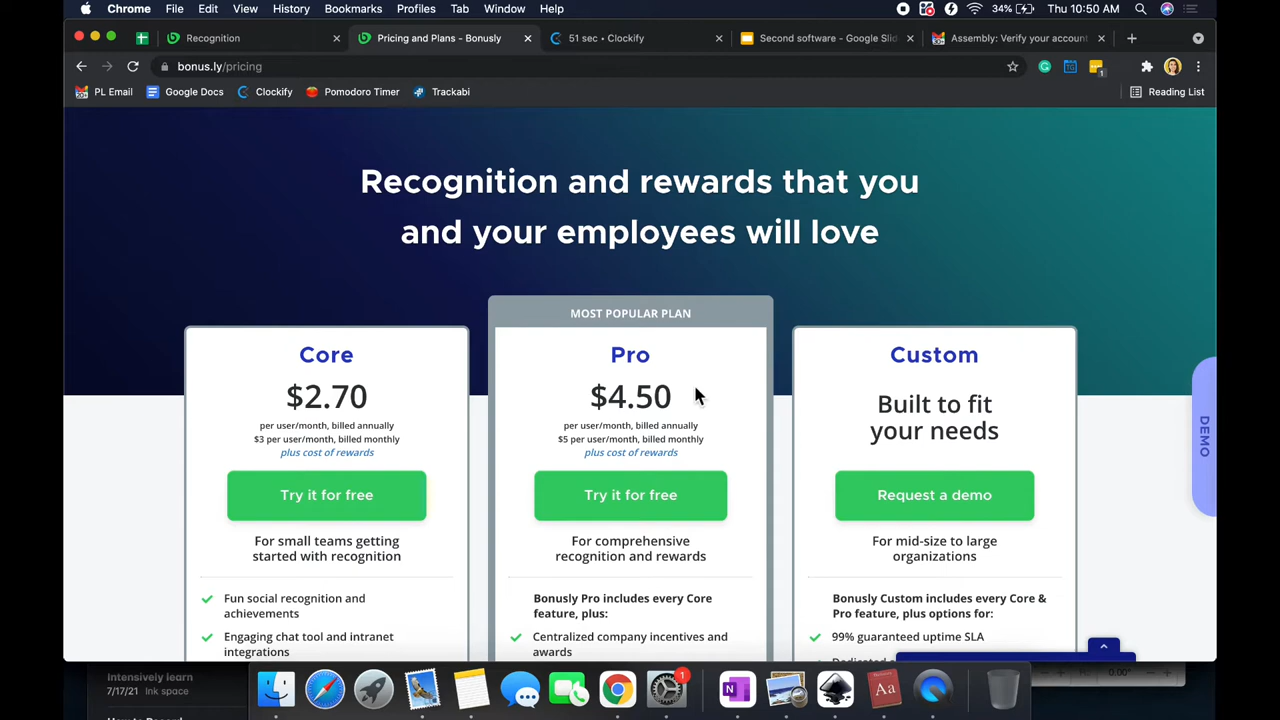 Chrome File Edit View History Bookmarks Profiles Tab Window Help 34% Thu 10:50 AM
Recognition Pricing and Plans - Bonusly 51 sec • Clockify Second software - Google Slid Assembly: Verify your account
bonus.ly/pricing
PL Email Google Docs Clockify Pomodoro Timer Trackabi Reading List
Recognition and rewards that you
and your employees will love
MOST POPULAR PLAN
Core
$2.70
per user/month, billed annually
$3 per user/month, billed monthly
plus cost of rewards
Try it for free
For small teams getting
started with recognition
Fun social recognition and
achievements
Engaging chat tool and intranet
integrations
Pro
$4.50
per user/month, billed annually
$5 per user/month, billed monthly
plus cost of rewards
Try it for free
For comprehensive
recognition and rewards
Bonusly Pro includes every Core
feature, plus:
Centralized company incentives and
awards
Custom
Built to fit
your needs
Request a demo
For mid-size to large
organizations
Bonusly Custom includes every Core &
Pro feature, plus options for:
99% guaranteed uptime SLA
DEMO
Intensively learn
7/17/21 Ink space
0.00°